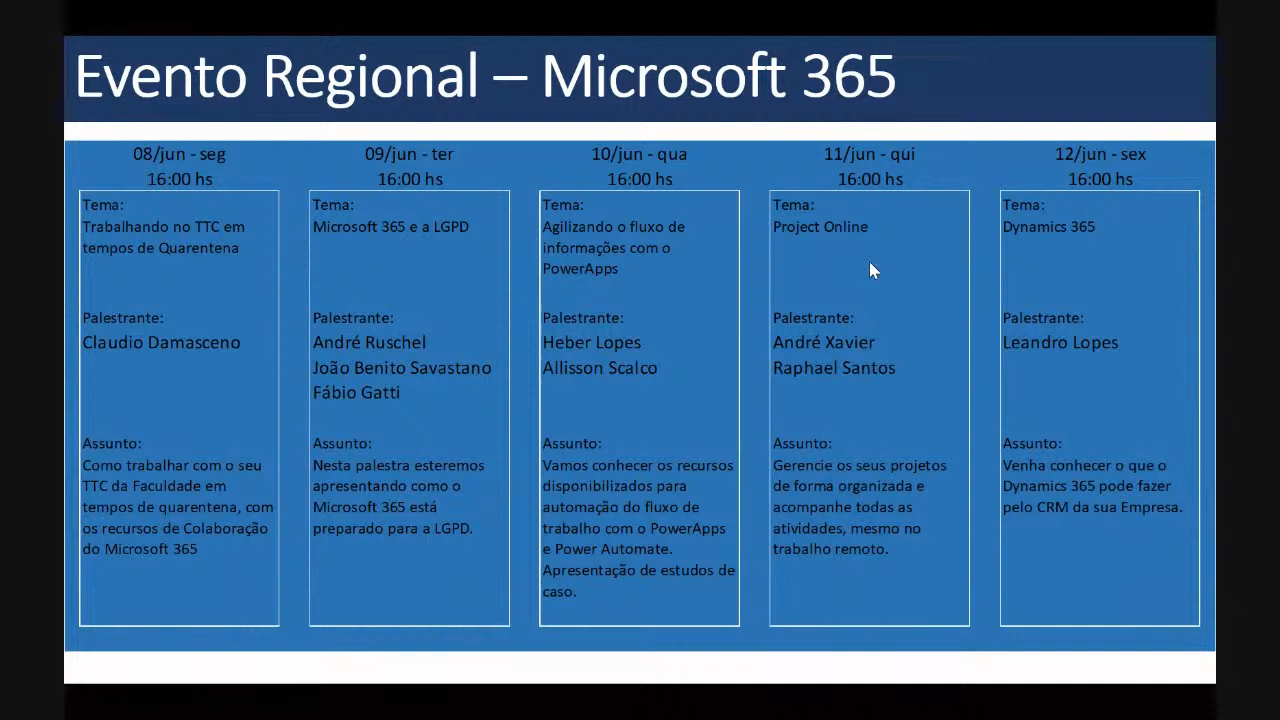 Evento Regional – Microsoft 365
08/jun - seg
16:00 hs
Tema:
Trabalhando no TTC em
tempos de Quarentena
Palestrante:
Claudio Damasceno
Assunto:
Como trabalhar com o seu
TTC da Faculdade em
tempos de quarentena, com
os recursos de Colaboração
do Microsoft 365
09/jun - ter
16:00 hs
Tema:
Microsoft 365 e a LGPD
Palestrante:
André Ruschel
João Benito Savastano
Fábio Gatti
Assunto:
Nesta palestra esteremos
apresentando como o
Microsoft 365 está
preparado para a LGPD.
10/jun - qua
16:00 hs
Tema:
Agilizando o fluxo de
informações com o
PowerApps
Palestrante:
Heber Lopes
Allisson Scalco
Assunto:
Vamos conhecer os recursos
disponibilizados para
automação do fluxo de
trabalho com o PowerApps
e Power Automate.
Apresentação de estudos de
caso.
11/jun - qui
16:00 hs
Tema:
Project Online
Palestrante:
André Xavier
Raphael Santos
Assunto:
Gerencie os seus projetos
de forma organizada e
acompanhe todas as
atividades, mesmo no
trabalho remoto.
12/jun - sex
16:00 hs
Tema:
Dynamics 365
Palestrante:
Leandro Lopes
Assunto:
Venha conhecer o que o
Dynamics 365 pode fazer
pelo CRM da sua Empresa.